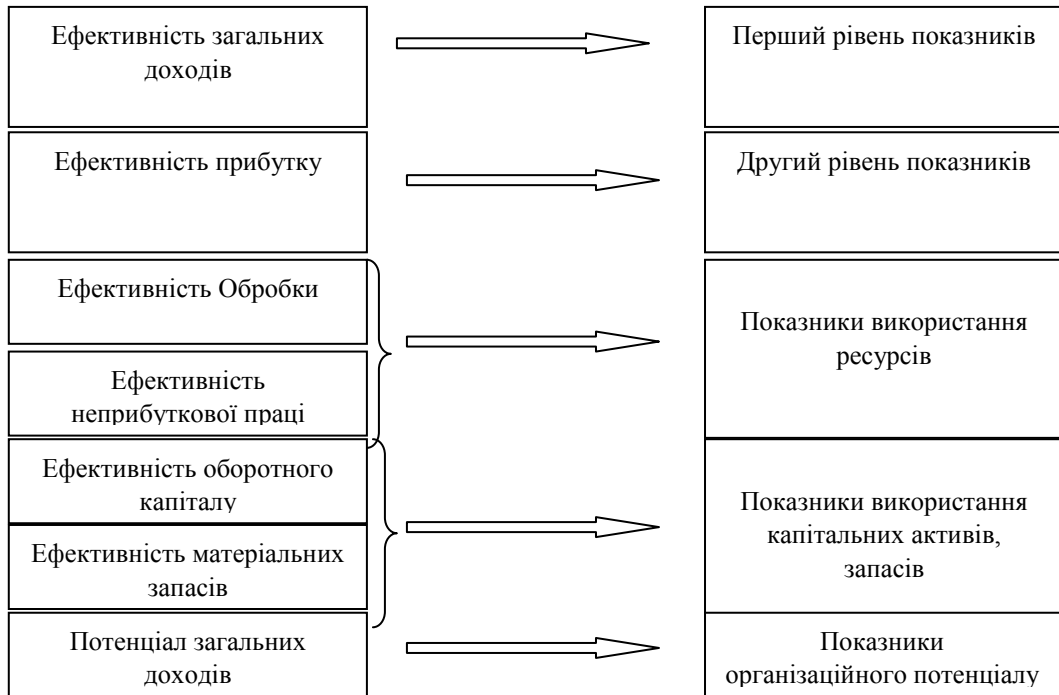 Ефективність загальних
доходів
Перший рівень показників
Ефективність прибутку
Другий рівень показників
Ефективність Обробки
Ефективність
неприбуткової праці
Показники використання
ресурсів
Ефективність оборотного
капіталу
Ефективність матеріальних
запасів
Показники використання
капітальних активів,
запасів
Потенціал загальних
доходів
Показники
організаційного потенціалу